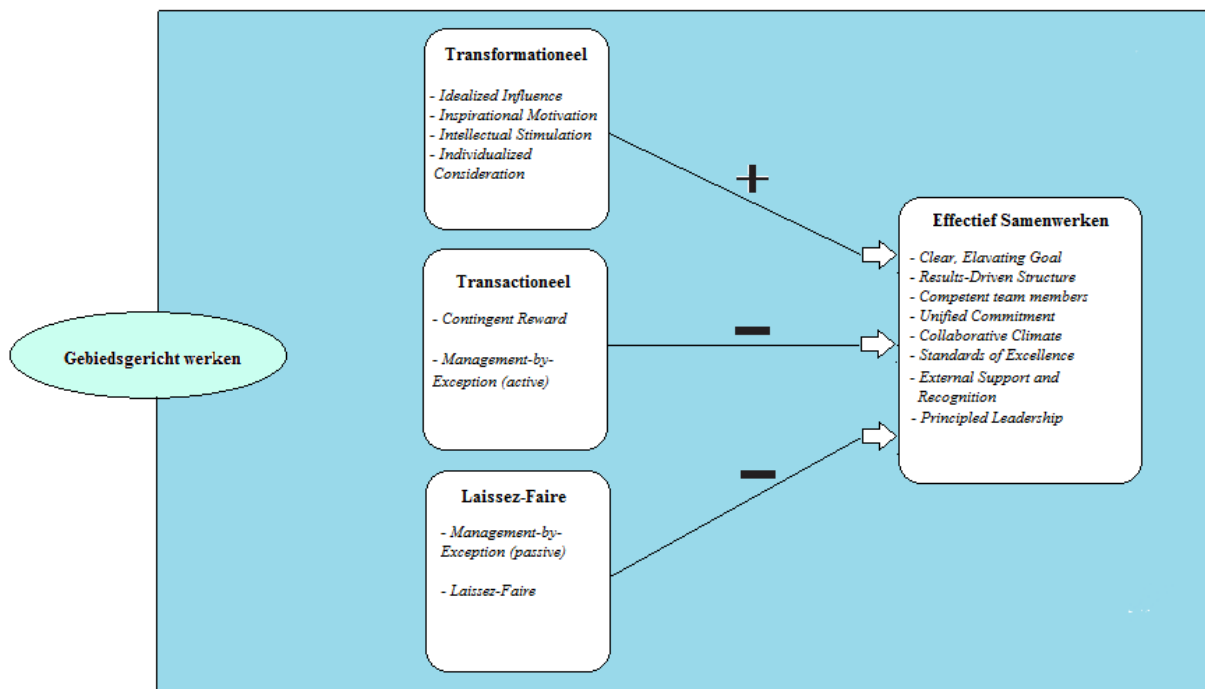 Transformationeel
- Idealized Influence
- Inspirational Motivation
- Intellectual Stimulation
- Individualized
Consideration
+
Effectief Samenwerken
- Clear, Elavating Goal
- Results-Driven Structure
- Competent team members
- Unified Commitment
- Collaborative Climate
- Standards of Excellence
- External Support and
Recognition
- Principled Leadership
Transactioneel
- Contingent Reward
- Management-by-
Exception (active)
−
Gebiedsgericht werken
Laissez-Faire
- Management-by-
Exception (passive)
- Laissez-Faire
−